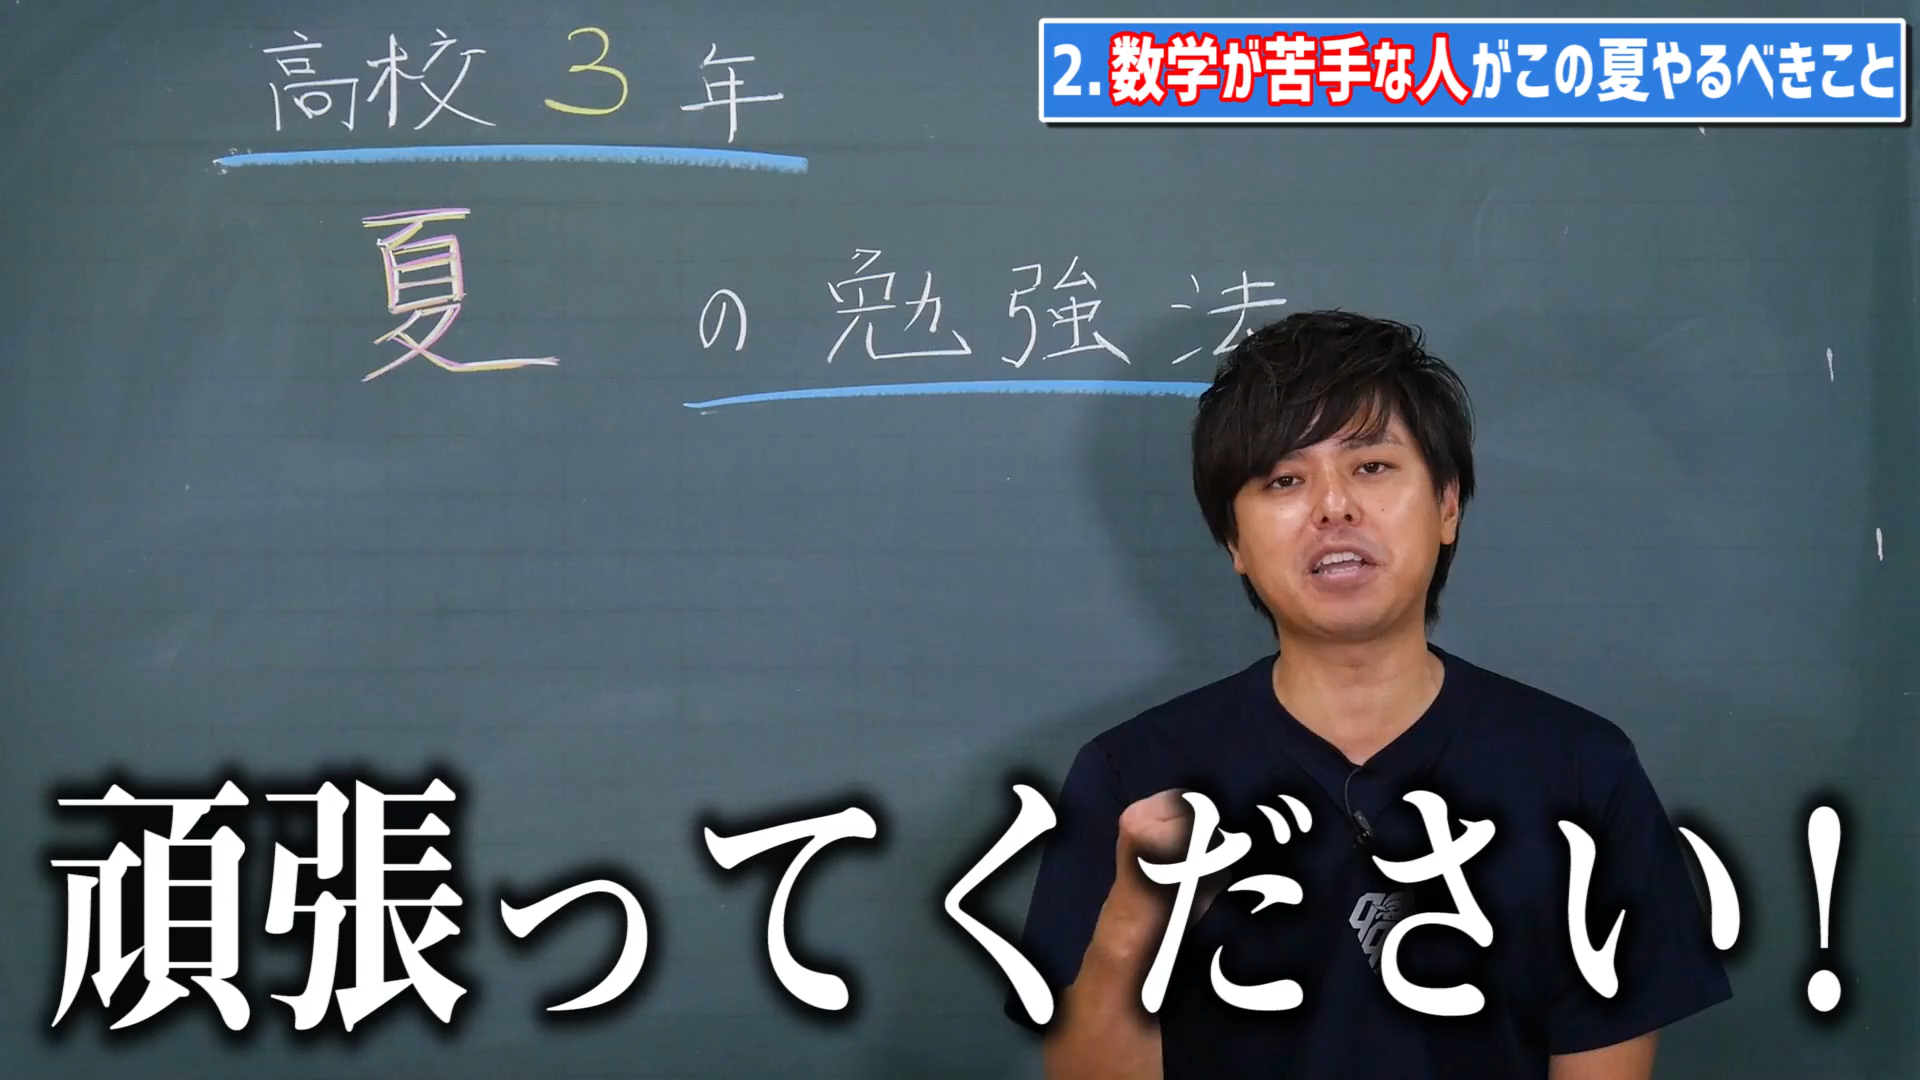 高校3年
2.数学が苦手な人がこの夏やるべきこと
夏の勉強法
頑張ってください!